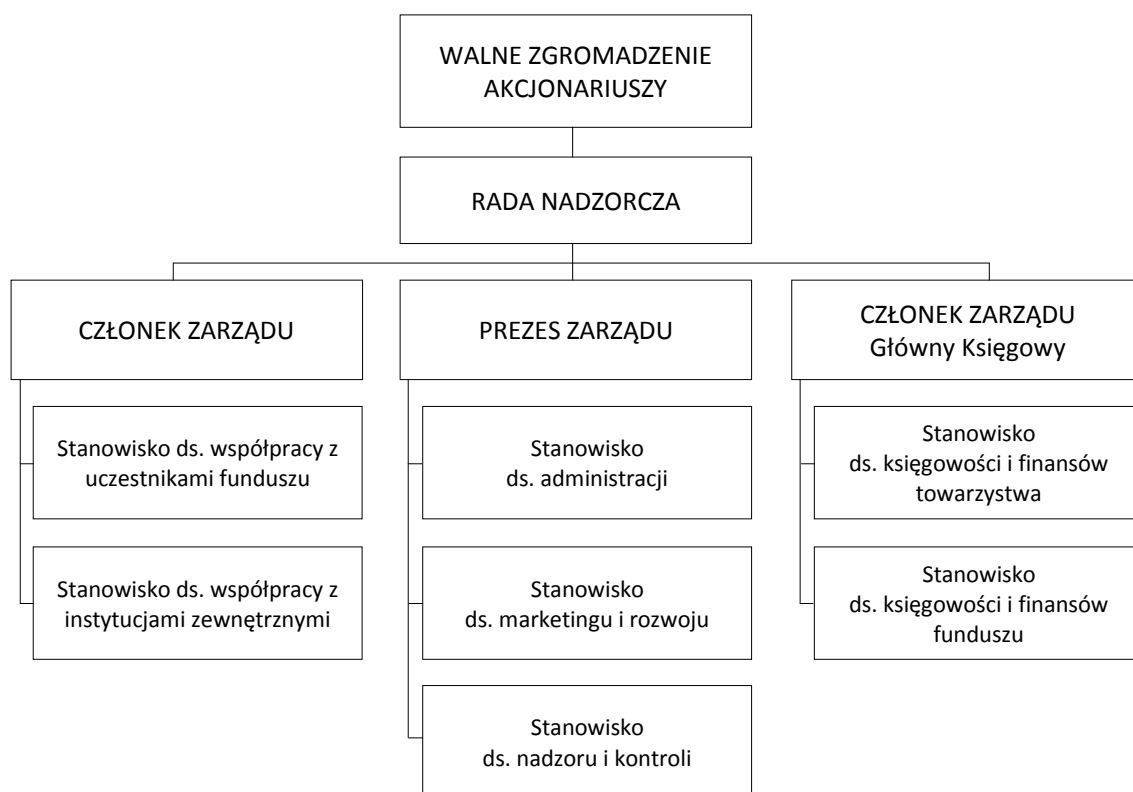 WALNE ZGROMADZENIE
AKCJONARIUSZY
RADA NADZORCZA
CZŁONEK ZARZĄDU
PREZES ZARZĄDU
CZŁONEK ZARZĄDU
Główny Księgowy
Stanowisko ds. współpracy z
uczestnikami funduszu
Stanowisko
ds. administracji
Stanowisko
ds. księgowości i finansów
towarzystwa
Stanowisko ds. współpracy z
instytucjami zewnętrznymi
Stanowisko
ds. marketingu i rozwoju
Stanowisko
ds. księgowości i finansów
funduszu
Stanowisko
ds. nadzoru i kontroli